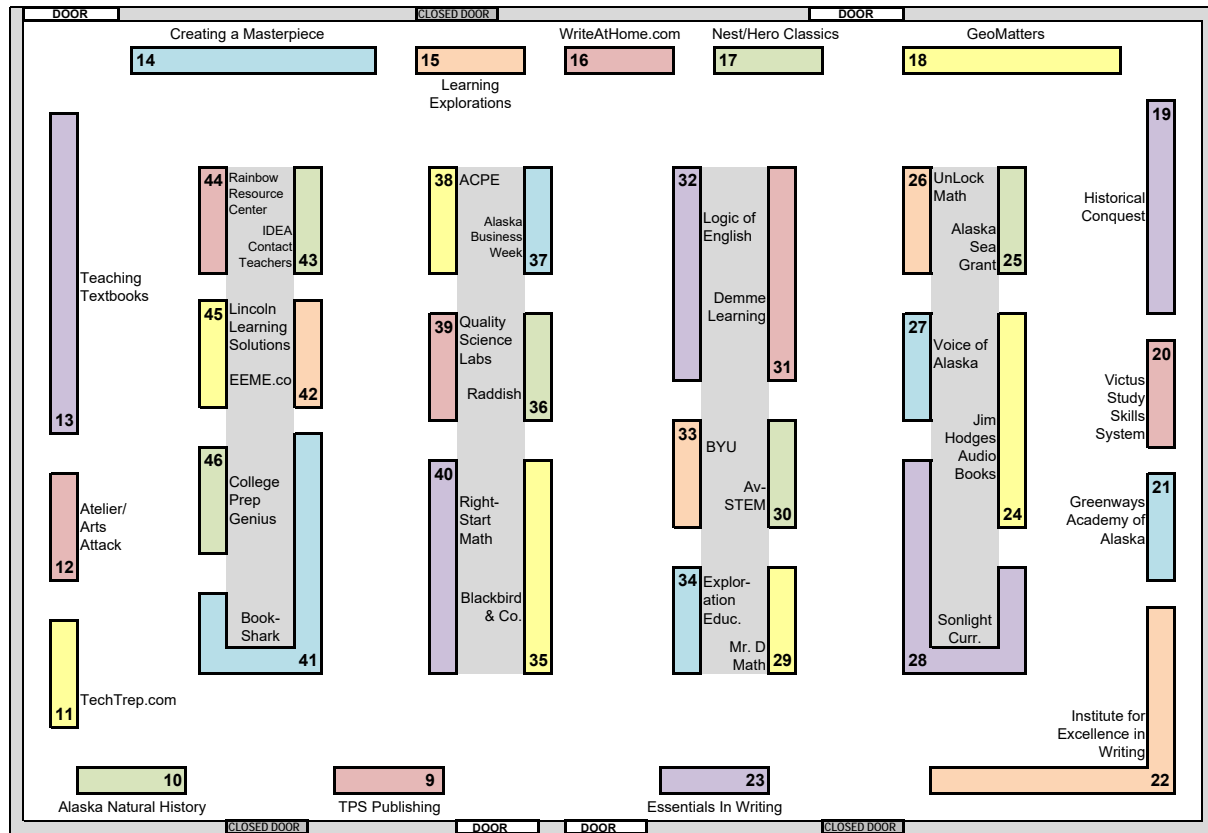 DOOR
CLOSED DOOR
DOOR
Creating a Masterpiece
14
15
Learning
Explorations
WriteAtHome.com
16
Nest/Hero Classics
17
GeoMatters
18
19
Historical
Conquest
20
Victus
Study
Skills
System
21
Greenways
Academy of
Alaska
Institute for
Excellence in
Writing
22
Teaching
Textbooks
13
Atelier/
Arts
Attack
12
TechTrep.com
11
44
Rainbow
Resource
Center
IDEA
Contact
Teachers
43
45
Lincoln
Learning
Solutions
EEME.co
42
46
College
Prep
Genius
Book-
Shark
41
38
ACPE
Alaska
Business
Week
37
39
Quality
Science
Labs
Raddish
36
40
Right-
Start
Math
Blackbird
& Co.
35
32
Logic of
English
Demme
Learning
31
33
BYU
Av-
STEM
30
34
Explor-
ation
Educ.
Mr. D
Math
29
26
UnLock
Math
Alaska
Sea
Grant
25
27
Voice of
Alaska
Jim
Hodges
Audio
Books
24
Sonlight
Curr.
28
10
Alaska Natural History
9
TPS Publishing
23
Essentials In Writing
CLOSED DOOR
DOOR
DOOR
CLOSED DOOR